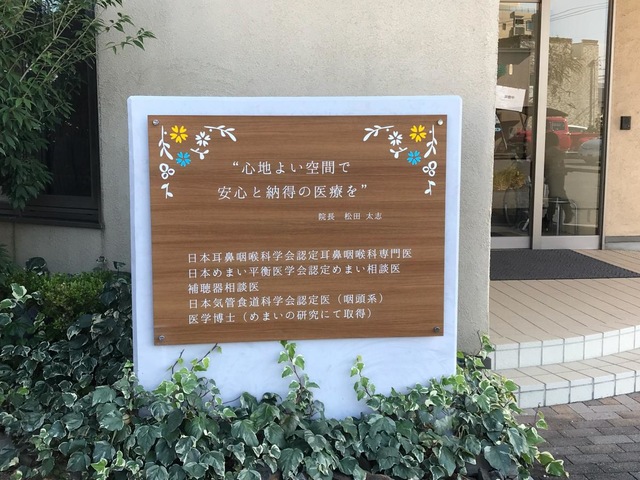 “心地よい空間で
安心と納得の医療を”
院長 松田 太志
日本耳鼻咽喉科学会認定耳鼻咽喉科専門医
日本めまい平衡医学会認定めまい相談医
補聴器相談医
日本気管食道科学会認定医（咽頭系）
医学博士（めまいの研究にて取得）